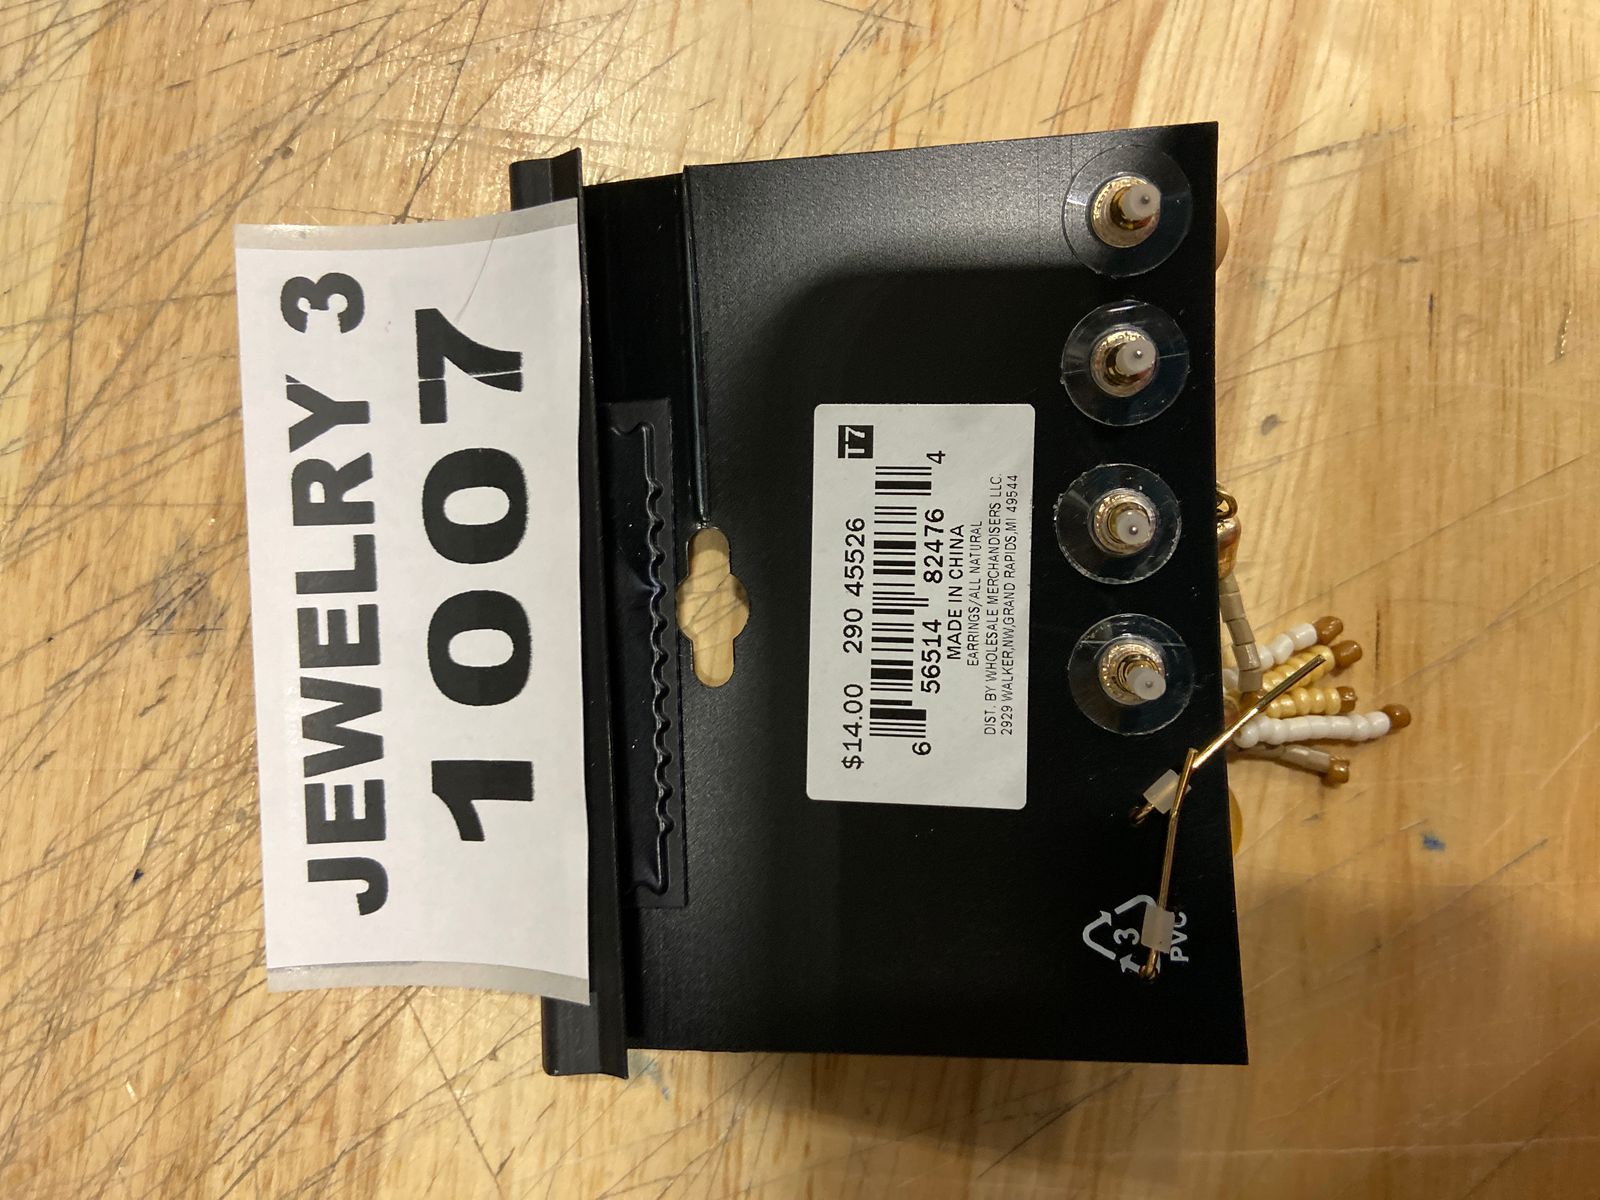 JEWELRY 3
1007
$14.00 290 45526
6 56514 82476 4
MADE IN CHINA
EARRINGS/ALL NATURAL
DIST. BY WHOLESALE MERCHANDISERS LLC.
2929 WALKER,NW,GRAND RAPIDS,MI 49544
3
PVC